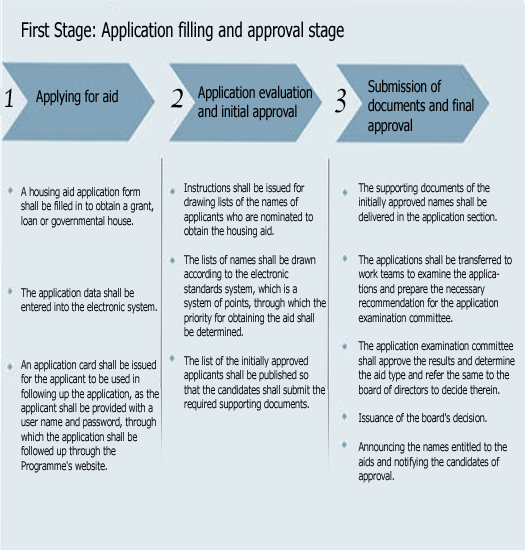 First Stage: Application filling and approval stage
1
Applying for aid
2
Application evaluation
and initial approval
3
Submission of
documents and final
approval
A housing aid application form
shall be filled in to obtain a grant,
loan or governmental house.
The application data shall be
entered into the electronic system.
An application card shall be issued
for the applicant to be used in
following up the application, as the
applicant shall be provided with a
user name and password, through
which the application shall be
followed up through the
Programme's website.
Instructions shall be issued for
drawing lists of the names of
applicants who are nominated to
obtain the housing aid.
The lists of names shall be drawn
according to the electronic
standards system, which is a
system of points, through which the
priority for obtaining the aid shall
be determined.
The list of the initially approved
applicants shall be published so
that the candidates shall submit the
required supporting documents.
The supporting documents of the
initially approved names shall be
delivered in the application section.
The applications shall be transferred to
work teams to examine the applica-
tions and prepare the necessary
recommendation for the application
examination committee.
The application examination committee
shall approve the results and determine
the aid type and refer the same to the
board of directors to decide therein.
Issuance of the board's decision.
Announcing the names entitled to the
aids and notifying the candidates of
approval.